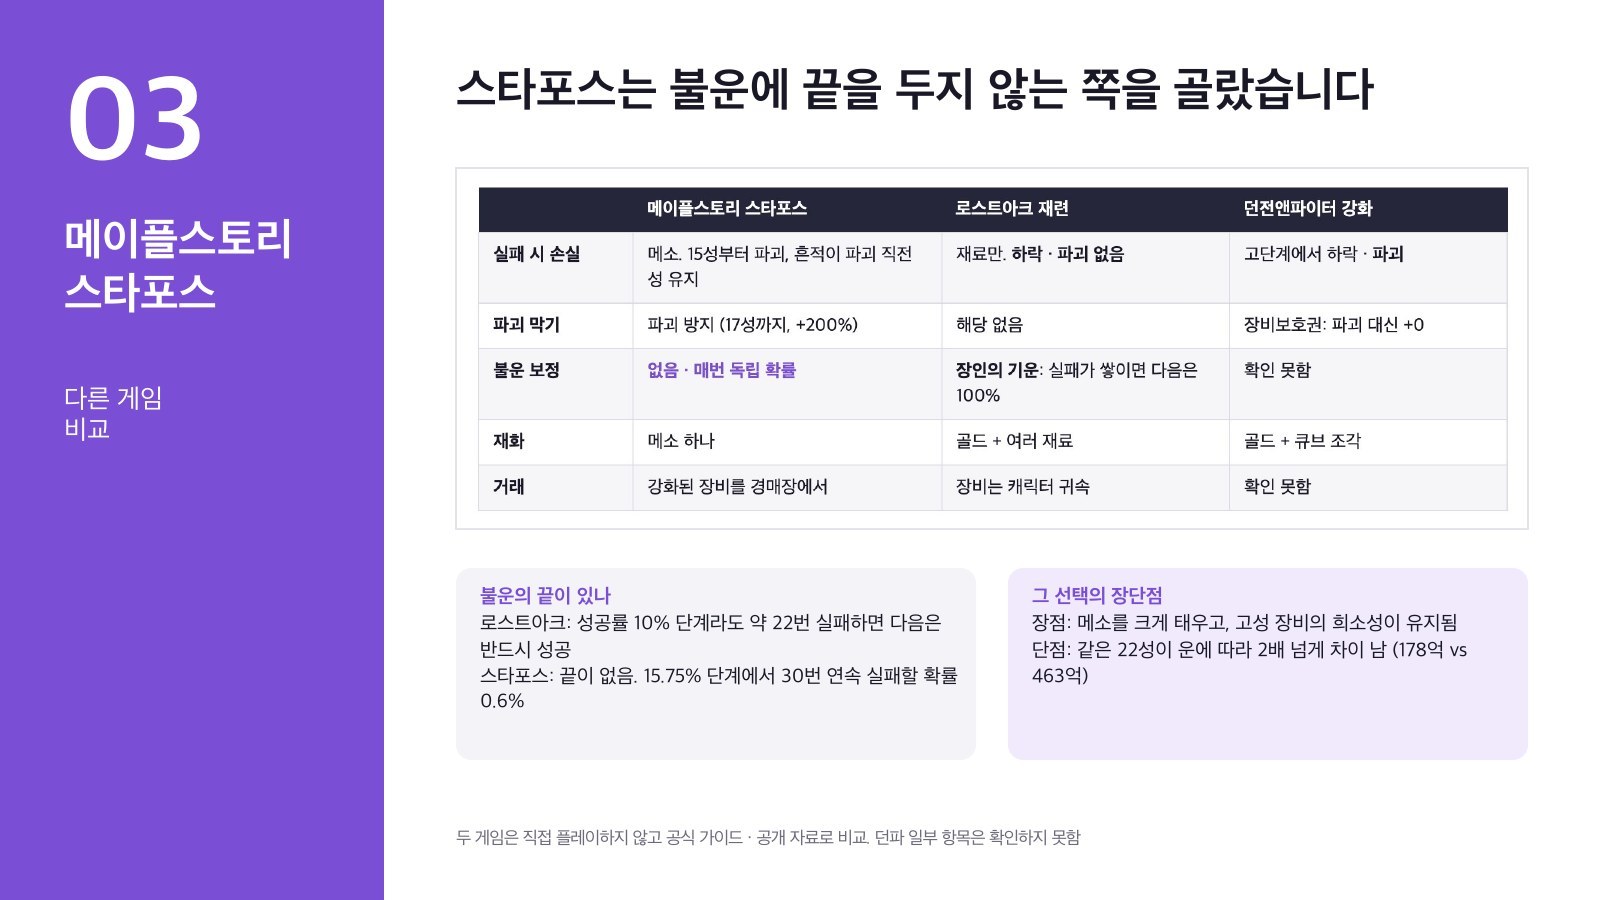 03
메이플스토리
스타포스
다른 게임
비교
스타포스는 불운에 끝을 두지 않는 쪽을 골랐습니다
메이플스토리 스타포스 로스트아크 재련 던전앤파이터 강화
실패 시 손실 메소. 15성부터 파괴, 흔적이 파괴 직전 재료만. 하락 · 파괴 없음 고단계에서 하락 · 파괴
성 유지
파괴 막기 파괴 방지 (17성까지, +200%) 해당 없음 장비보호권: 파괴 대신 +0
불운 보정 없음 · 매번 독립 확률 장인의 기운: 실패가 쌓이면 다음은 확인 못함
100%
재화 메소 하나 골드 + 여러 재료 골드 + 큐브 조각
거래 강화된 장비를 경매장에서 장비는 캐릭터 귀속 확인 못함
불운의 끝이 있나
로스트아크: 성공률 10% 단계라도 약 22번 실패하면 다음은
반드시 성공
스타포스: 끝이 없음. 15.75% 단계에서 30번 연속 실패할 확률
0.6%
그 선택의 장단점
장점: 메소를 크게 태우고, 고성 장비의 희소성이 유지됨
단점: 같은 22성이 운에 따라 2배 넘게 차이 남 (178억 vs
463억)
두 게임은 직접 플레이하지 않고 공식 가이드 · 공개 자료로 비교. 던파 일부 항목은 확인하지 못함